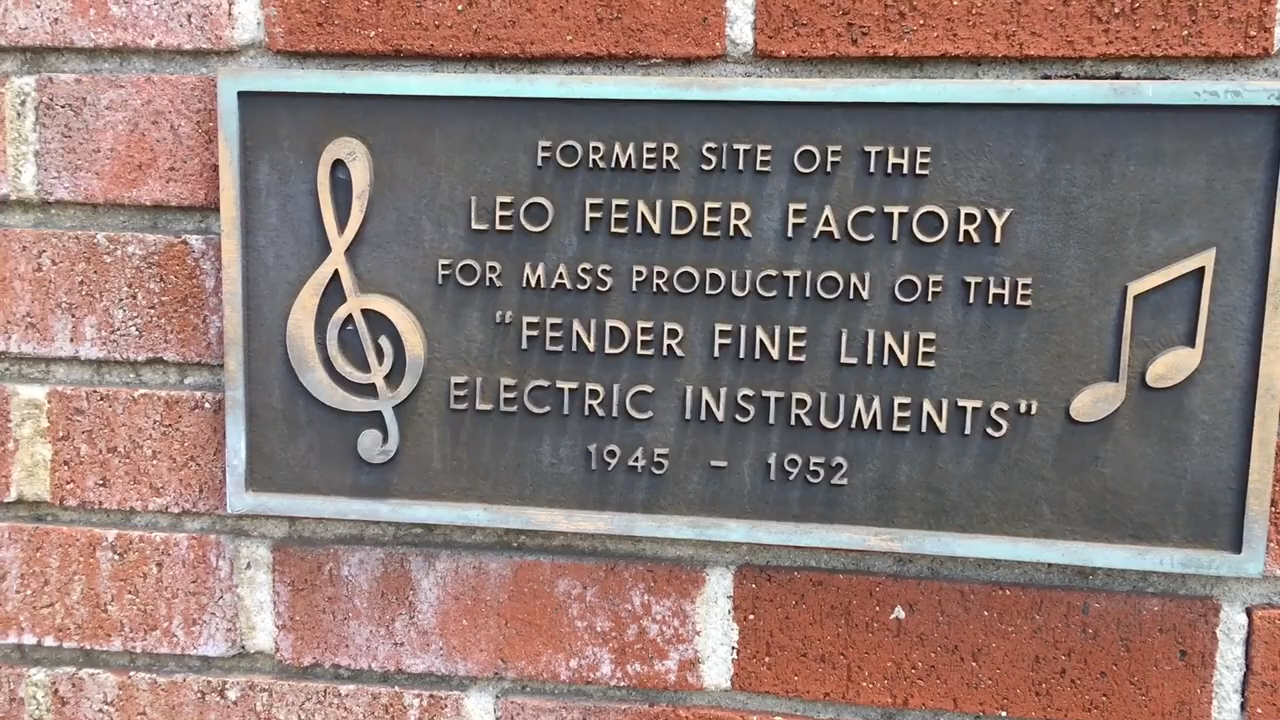 FORMER SITE OF THE
LEO FENDER FACTORY
FOR MASS PRODUCTION OF THE
“FENDER FINE LINE
ELECTRIC INSTRUMENTS"
1945 - 1952